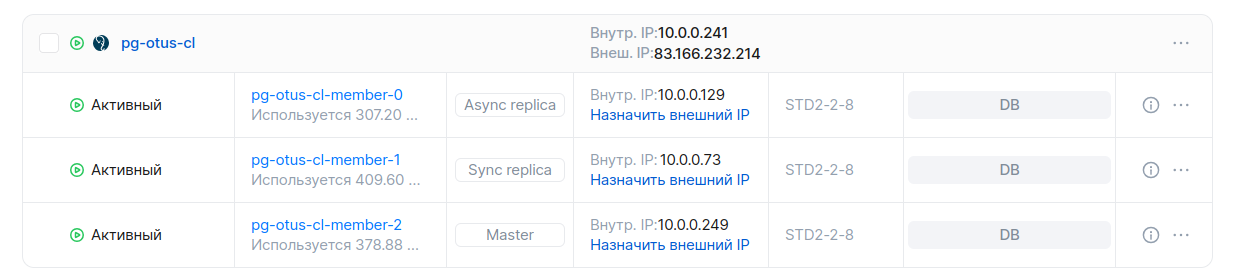 pg-otus-cl
Внутр. IP:10.0.0.241
Внеш. IP:83.166.232.214
Активный
pg-otus-cl-member-0
Используется 307.20 ...
Async replica
Внутр. IP:10.0.0.129
Назначить внешний IP
STD2-2-8
DB
Активный
pg-otus-cl-member-1
Используется 409.60 ...
Sync replica
Внутр. IP:10.0.0.73
Назначить внешний IP
STD2-2-8
DB
Активный
pg-otus-cl-member-2
Используется 378.88 ...
Master
Внутр. IP:10.0.0.249
Назначить внешний IP
STD2-2-8
DB